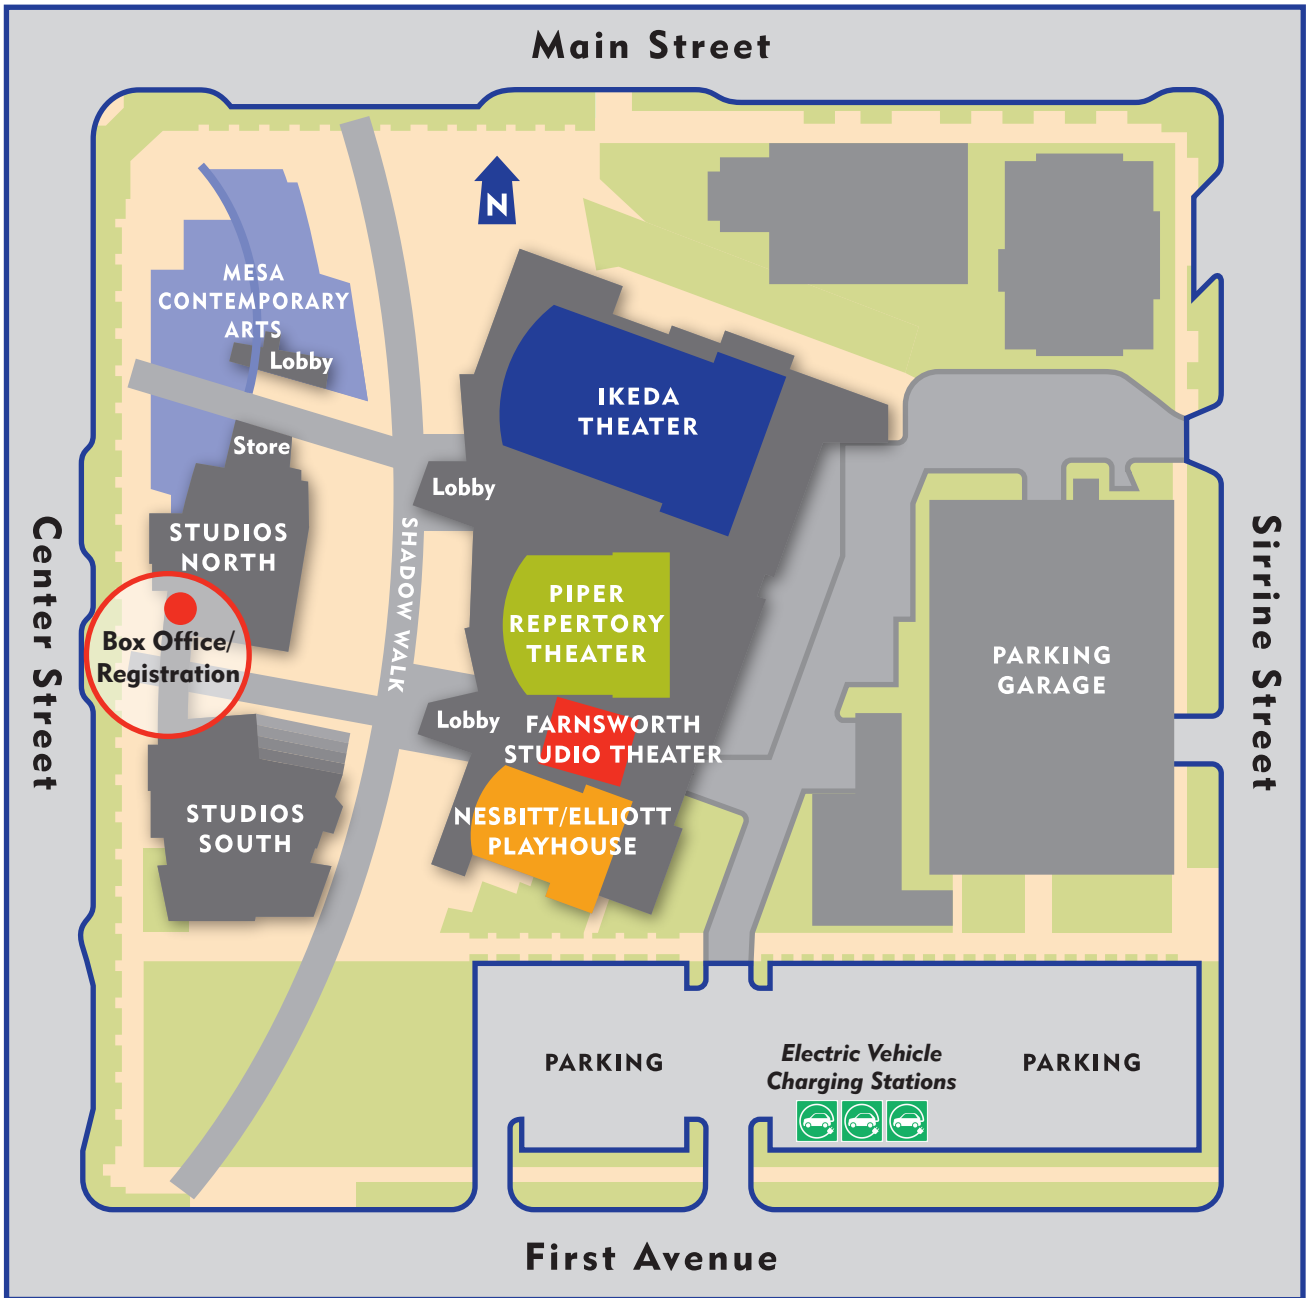 Main Street
N
MESA
CONTEMPORARY
ARTS
Lobby
IKEDA
THEATER
Store
Lobby
STUDIOS
NORTH
SHADOW WALK
Center Street
Sirrine Street
PIPER
REPERTORY
THEATER
Box Office/
Registration
PARKING
GARAGE
Lobby
FARNSWORTH
STUDIO THEATER
STUDIOS
SOUTH
NESBITT/ELLIOTT
PLAYHOUSE
PARKING
Electric Vehicle
Charging Stations
PARKING
First Avenue